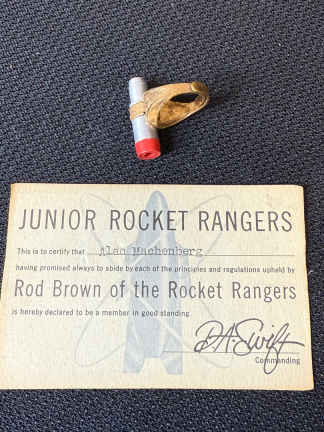 JUNIOR ROCKET RANGERS
This is to certify that Alan Wachenberg
having promised always to abide by each of the principles and regulations upheld by
Rod Brown of the Rocket Rangers
is hereby declared to be a member in good standing.
D.A. Swift
Commanding